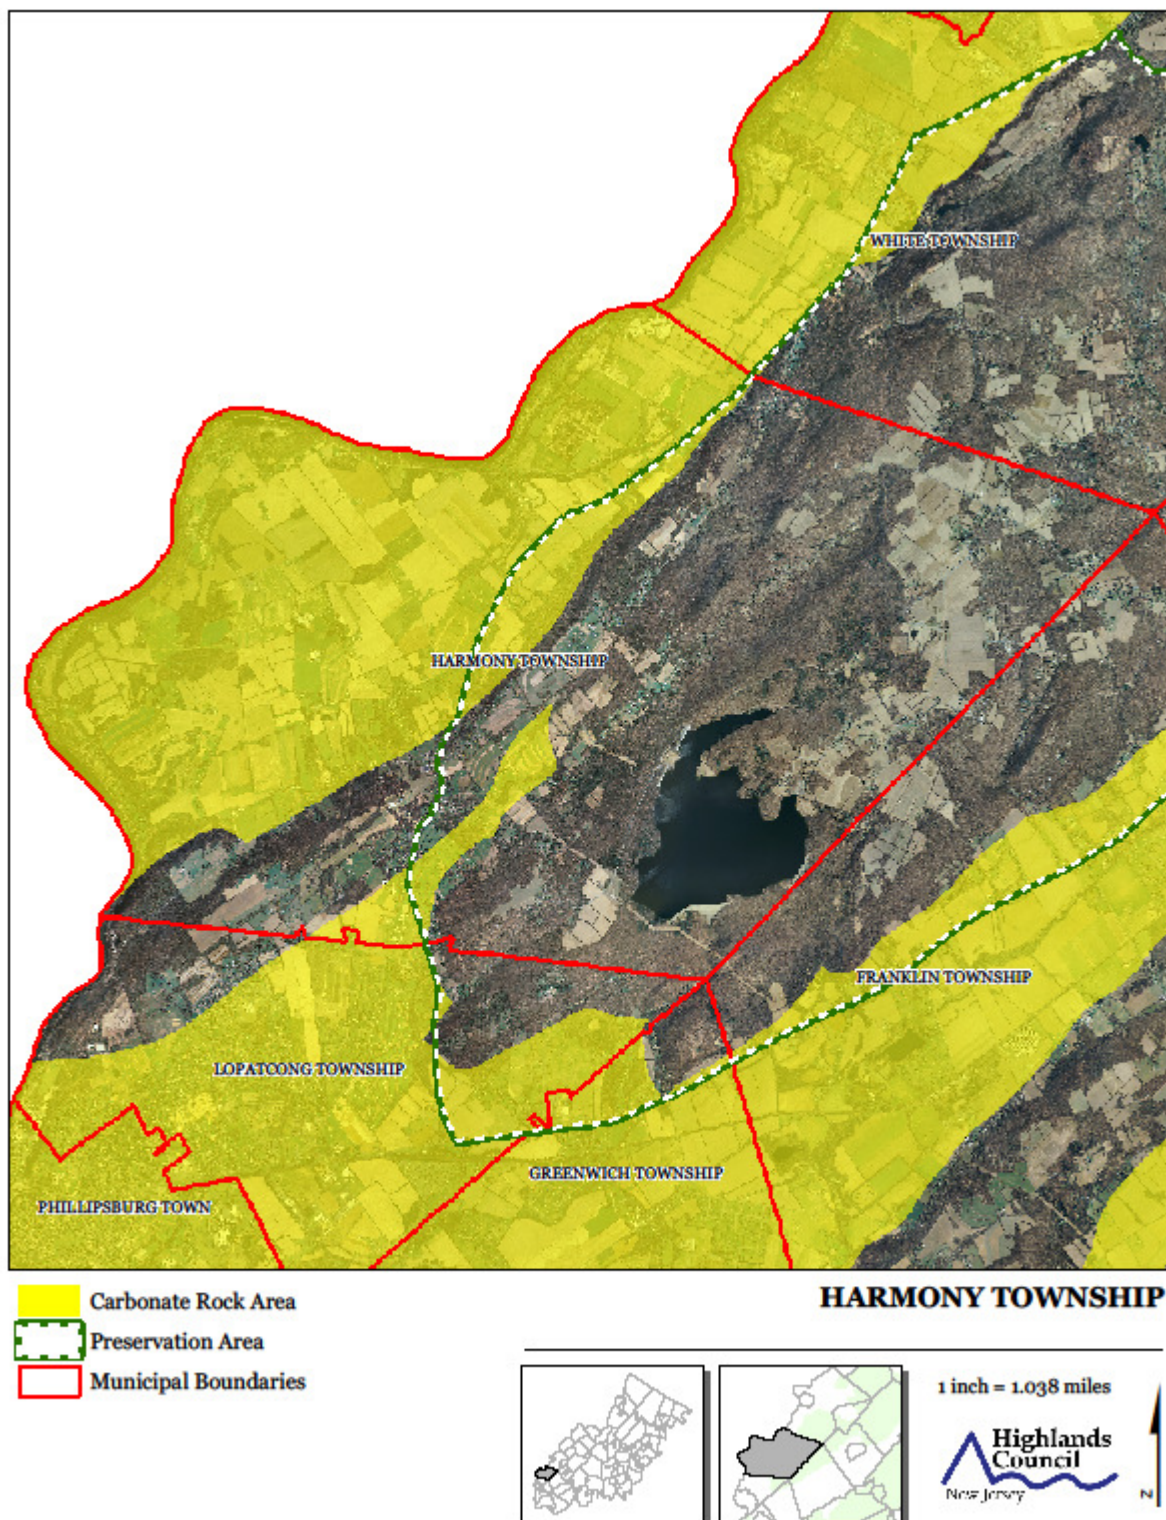 WHITE TOWNSHIP
HARMONY TOWNSHIP
FRANKLIN TOWNSHIP
LOPATCONG TOWNSHIP
GREENWICH TOWNSHIP
PHILLIPSBURG TOWN
Carbonate Rock Area
Preservation Area
Municipal Boundaries
HARMONY TOWNSHIP
1 inch = 1.038 miles
Highlands
Council
New Jersey
N